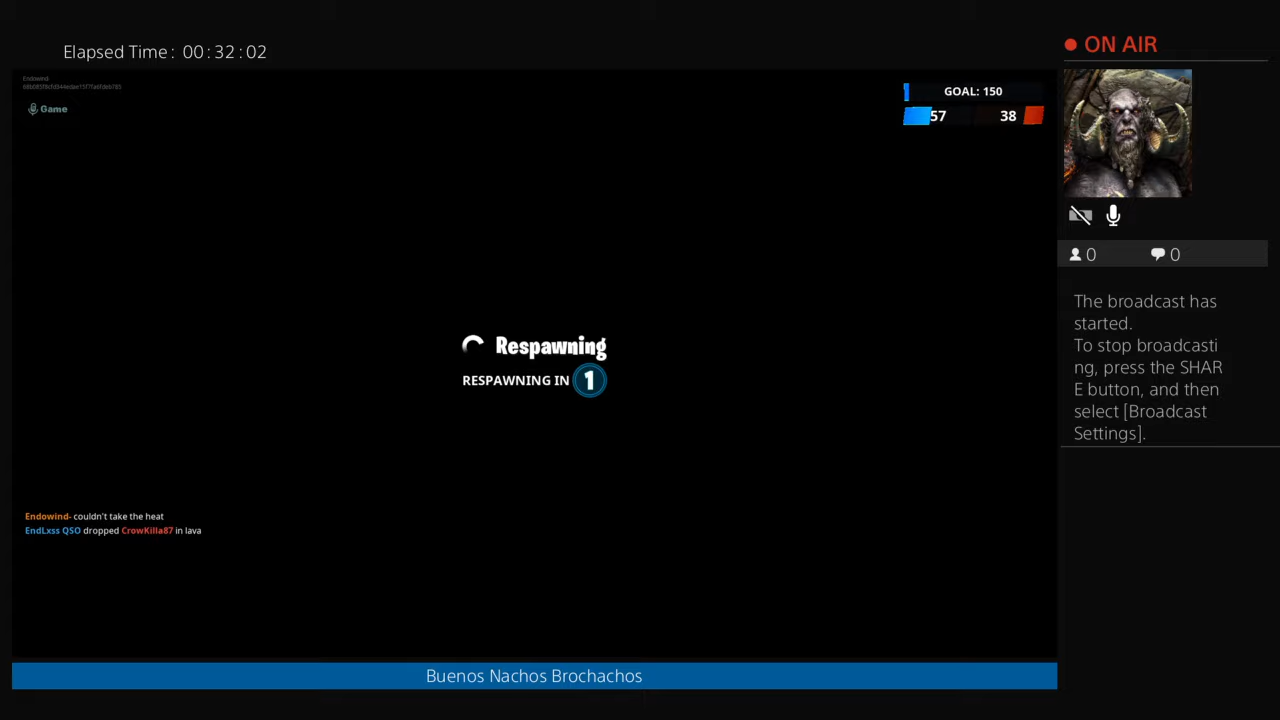 Elapsed Time: 00:32:02
ON AIR
Endowind
Game
GOAL: 150
57 38
0 0
The broadcast has
started.
To stop broadcasti
ng, press the SHAR
E button, and then
select [Broadcast
Settings].
Respawning
RESPAWNING IN 1
Endowind- couldn't take the heat
EndLxss QSO dropped CrowKilla87 in lava
Buenos Nachos Brochachos